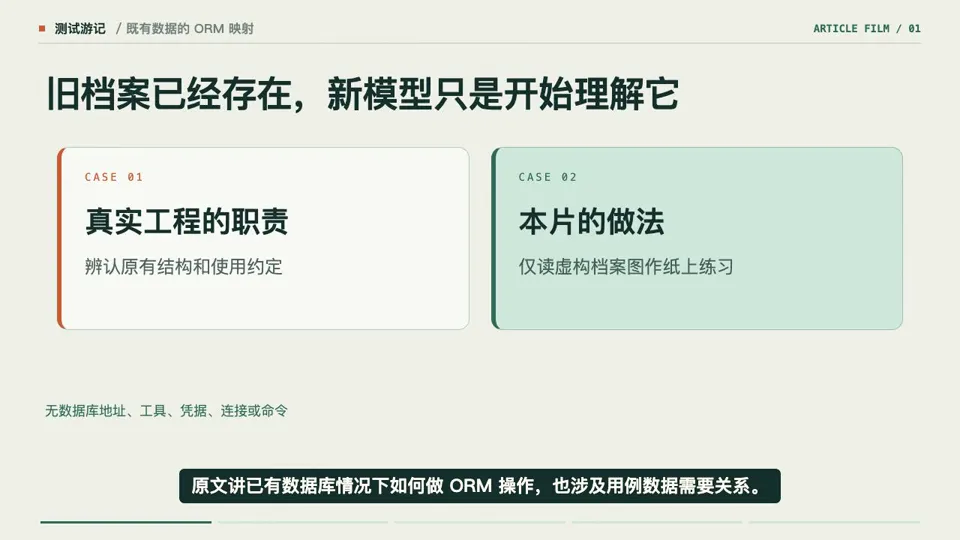 测试游记 / 既有数据的 ORM 映射
ARTICLE FILM / 01
旧档案已经存在，新模型只是开始理解它
CASE 01
真实工程的职责
辨认原有结构和使用约定
CASE 02
本片的做法
仅读虚构档案图作纸上练习
无数据库地址、工具、凭据、连接或命令
原文讲已有数据库情况下如何做 ORM 操作，也涉及用例数据需要关系。